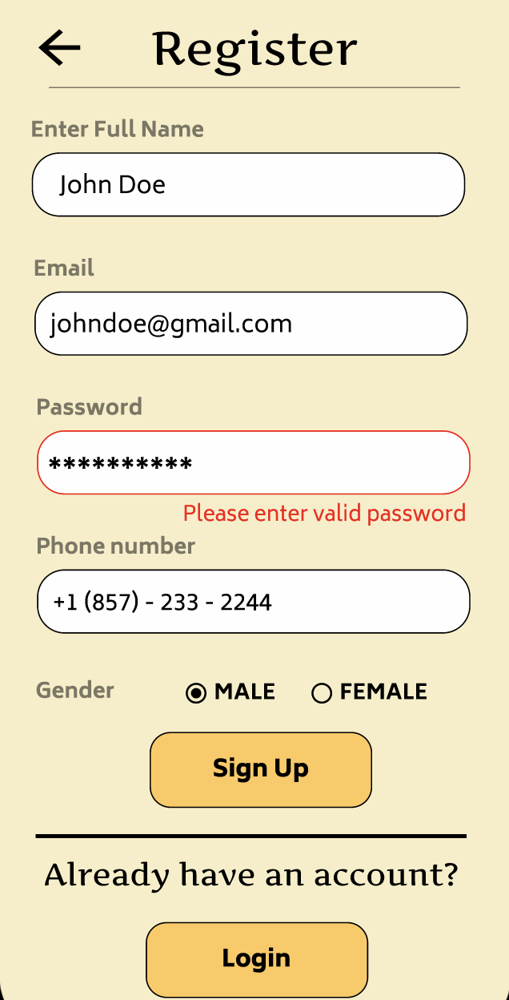 Register
Enter Full Name
John Doe
Email
johndoe@gmail.com
Password
**********
Please enter valid password
Phone number
+1 (857) - 233 - 2244
Gender MALE FEMALE
Sign Up
Already have an account?
Login